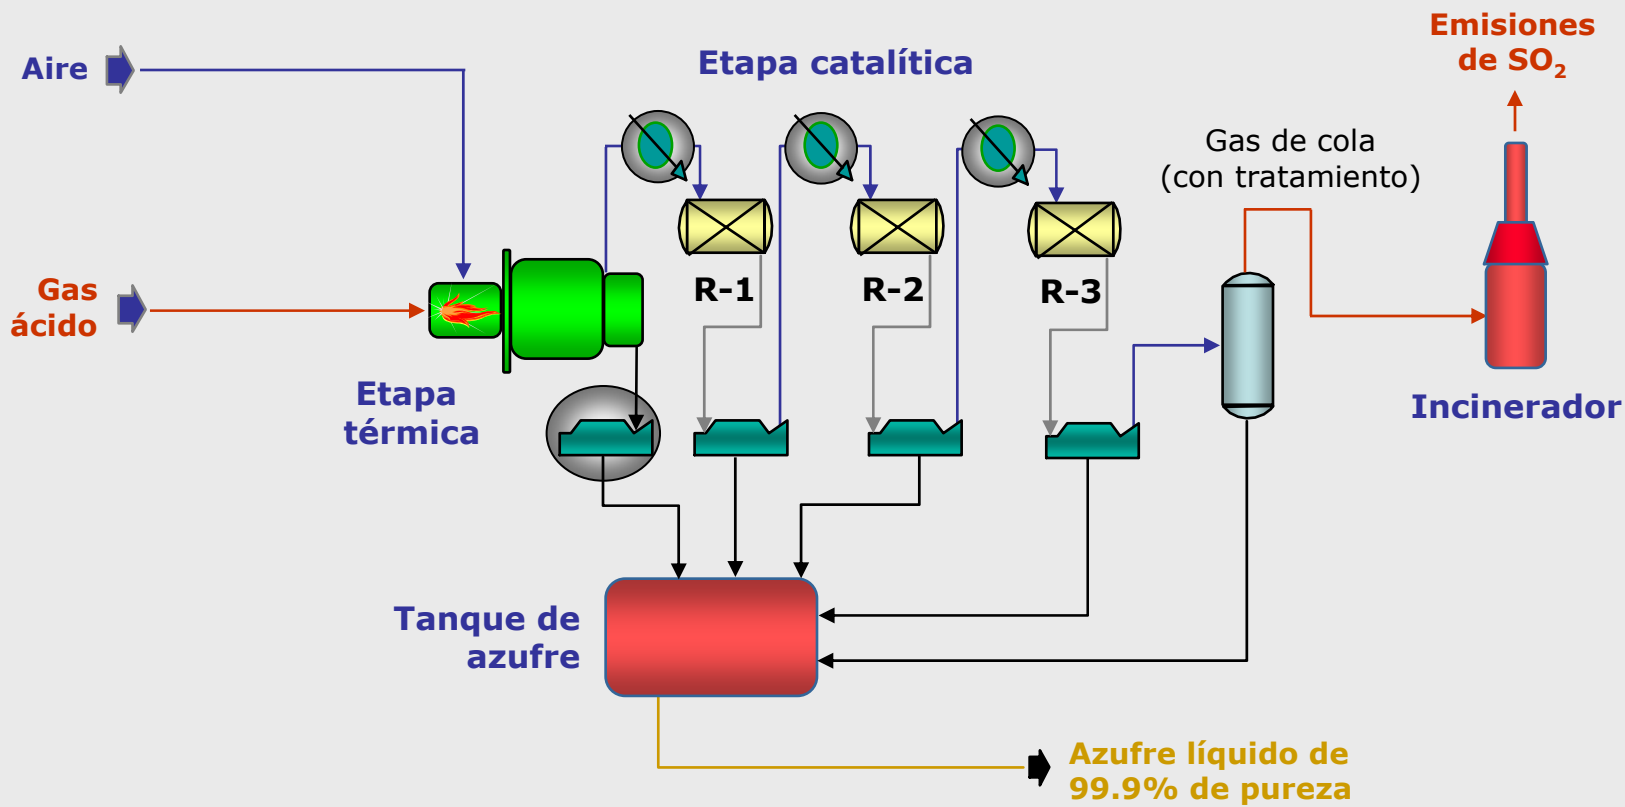 Emisiones
de SO₂
Aire
Etapa catalítica
Gas de cola
(con tratamiento)
Gas
ácido
R-1
R-2
R-3
Etapa
térmica
Incinerador
Tanque de
azufre
Azufre líquido de
99.9% de pureza